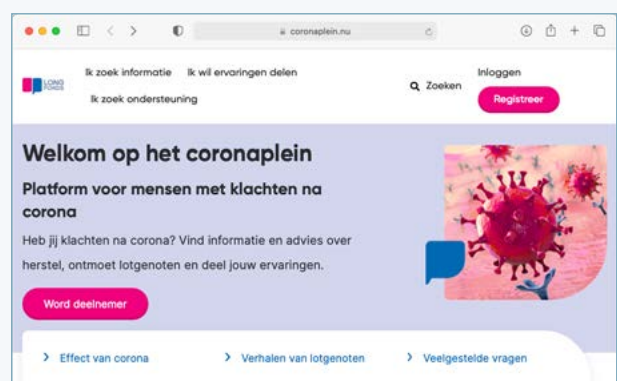 coronaplein.nu
LONG
FONDS
Ik zoek informatie Ik wil ervaringen delen
Ik zoek ondersteuning
Zoeken
Inloggen
Registreer
Welkom op het coronaplein
Platform voor mensen met klachten na
corona
Heb jij klachten na corona? Vind informatie en advies over
herstel, ontmoet lotgenoten en deel jouw ervaringen.
Word deelnemer
Effect van corona Verhalen van lotgenoten Veelgestelde vragen